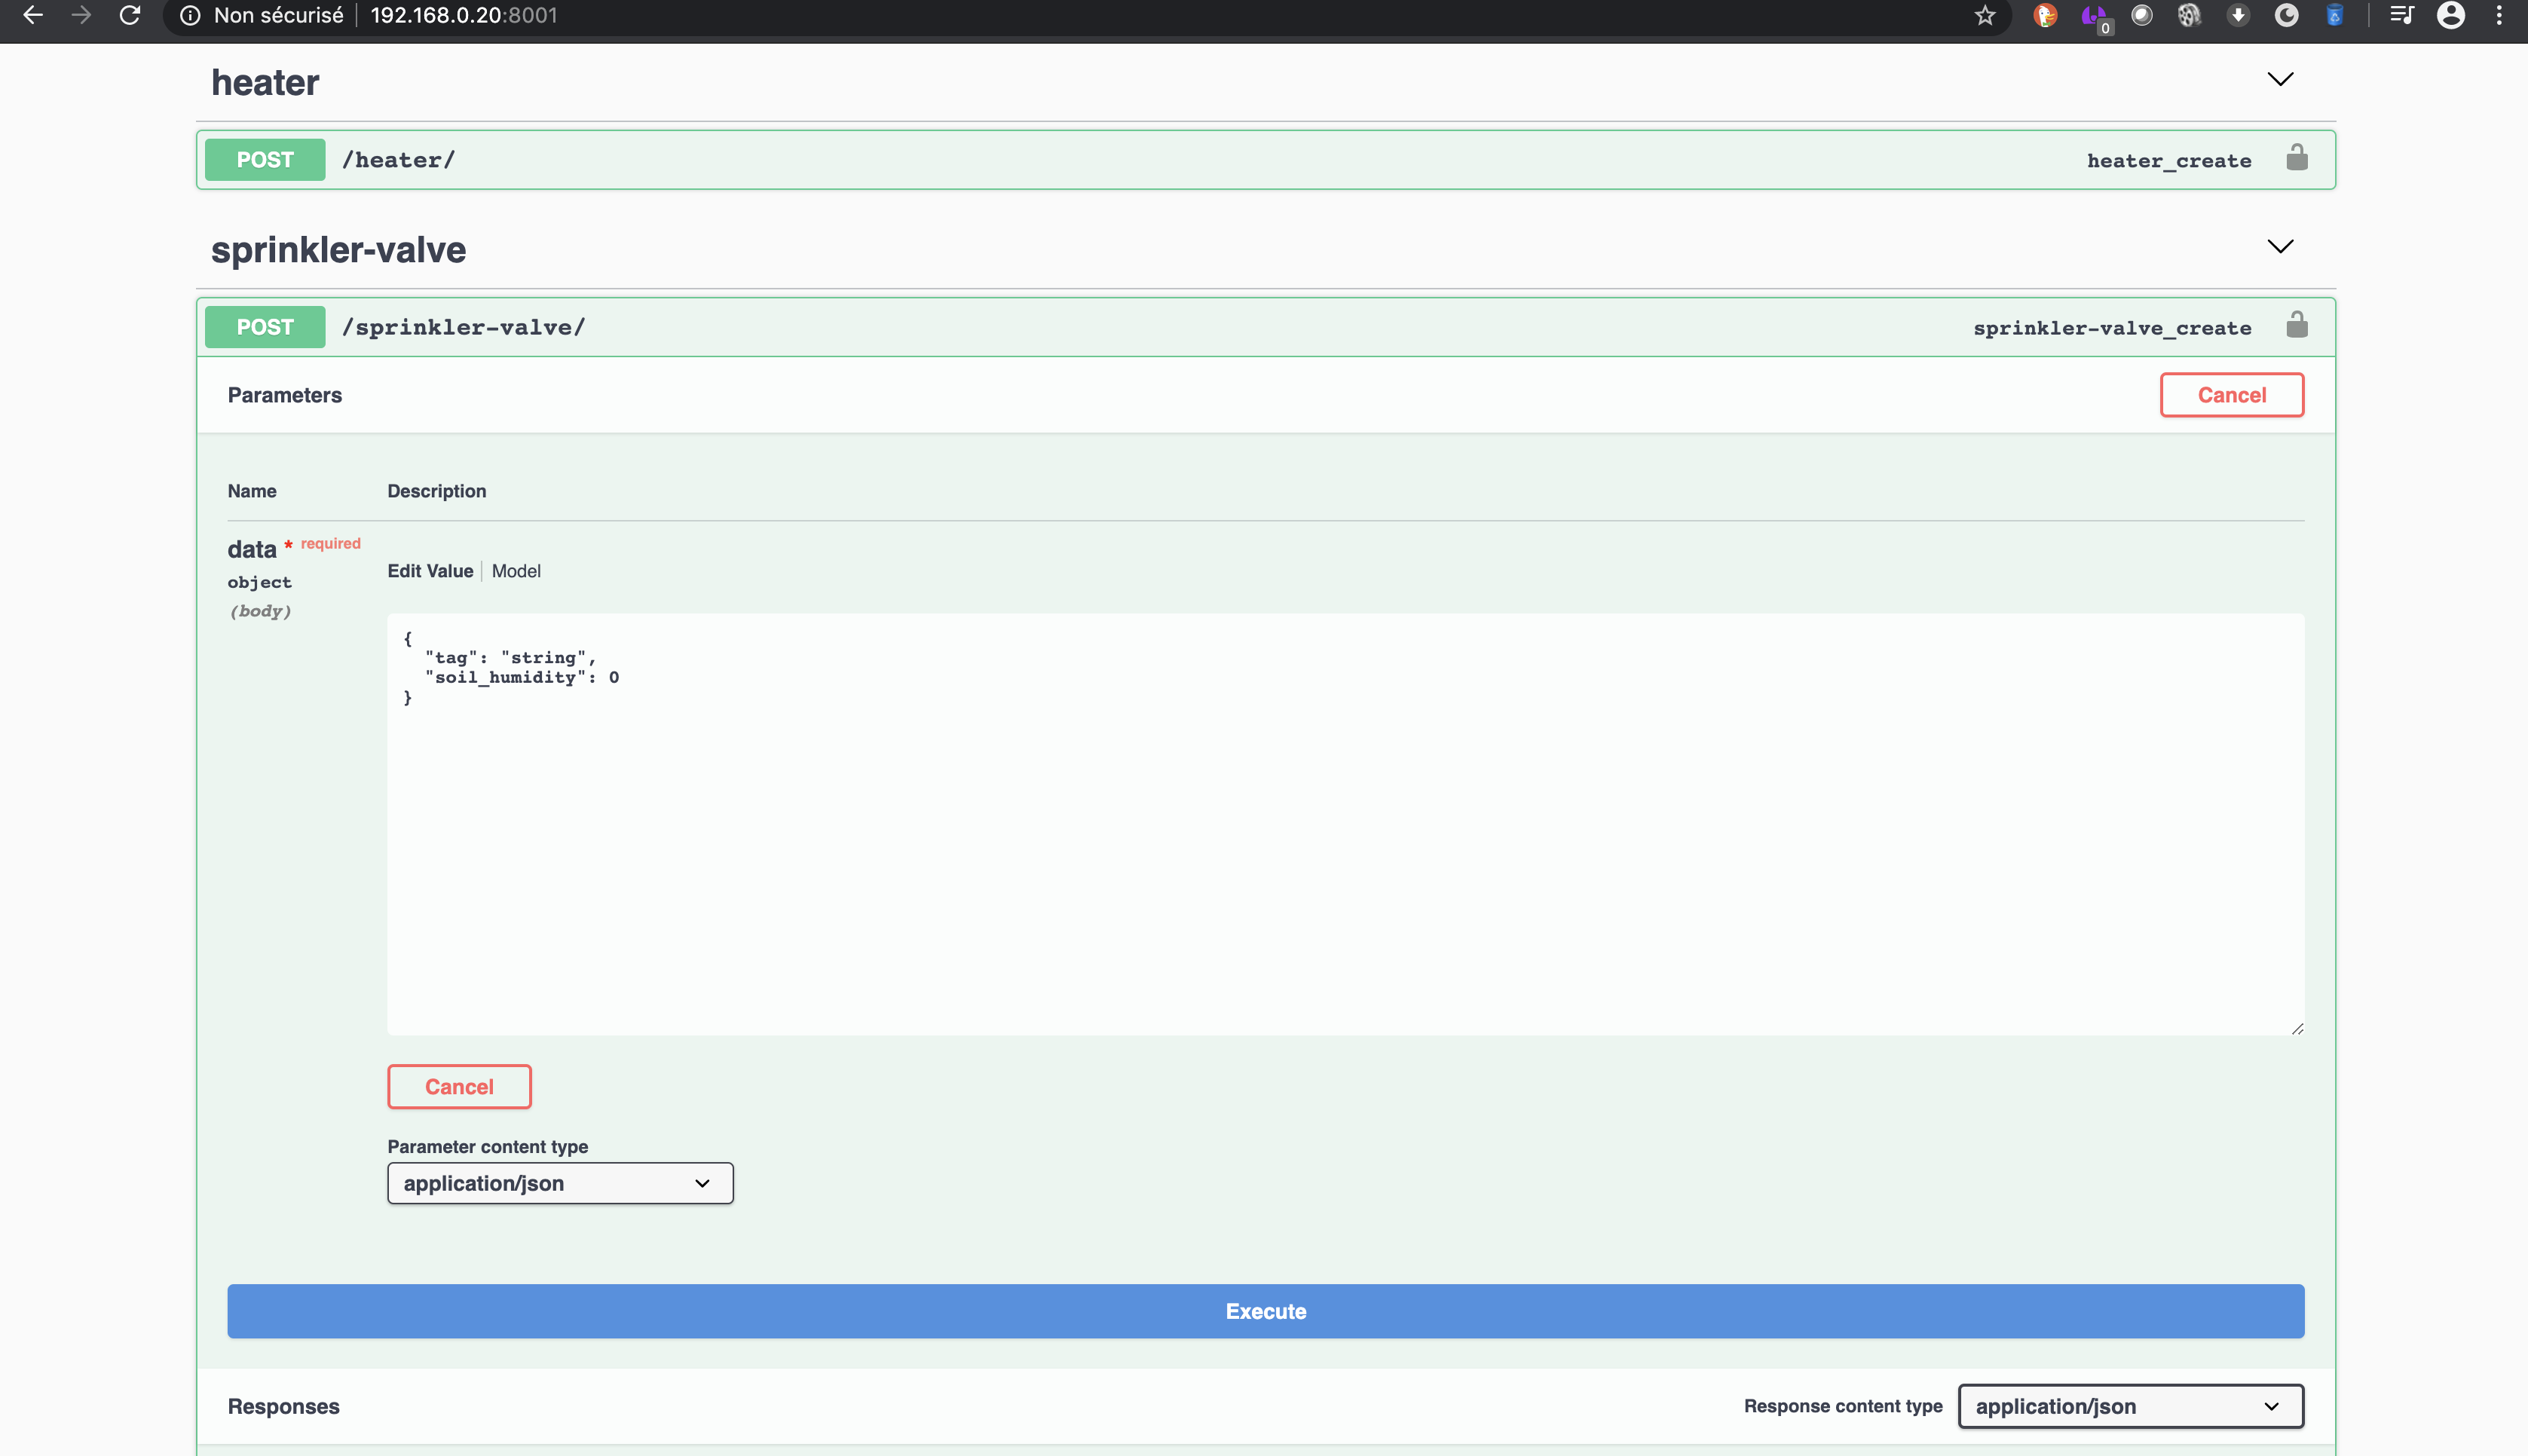 Non sécurisé 192.168.0.20:8001
0
heater
POST /heater/ heater_create
sprinkler-valve
POST /sprinkler-valve/ sprinkler-valve_create
Parameters Cancel
Name Description
data * required
object
(body)
Edit Value Model
{
"tag": "string",
"soil_humidity": 0
}
Cancel
Parameter content type
application/json
Execute
Responses Response content type application/json